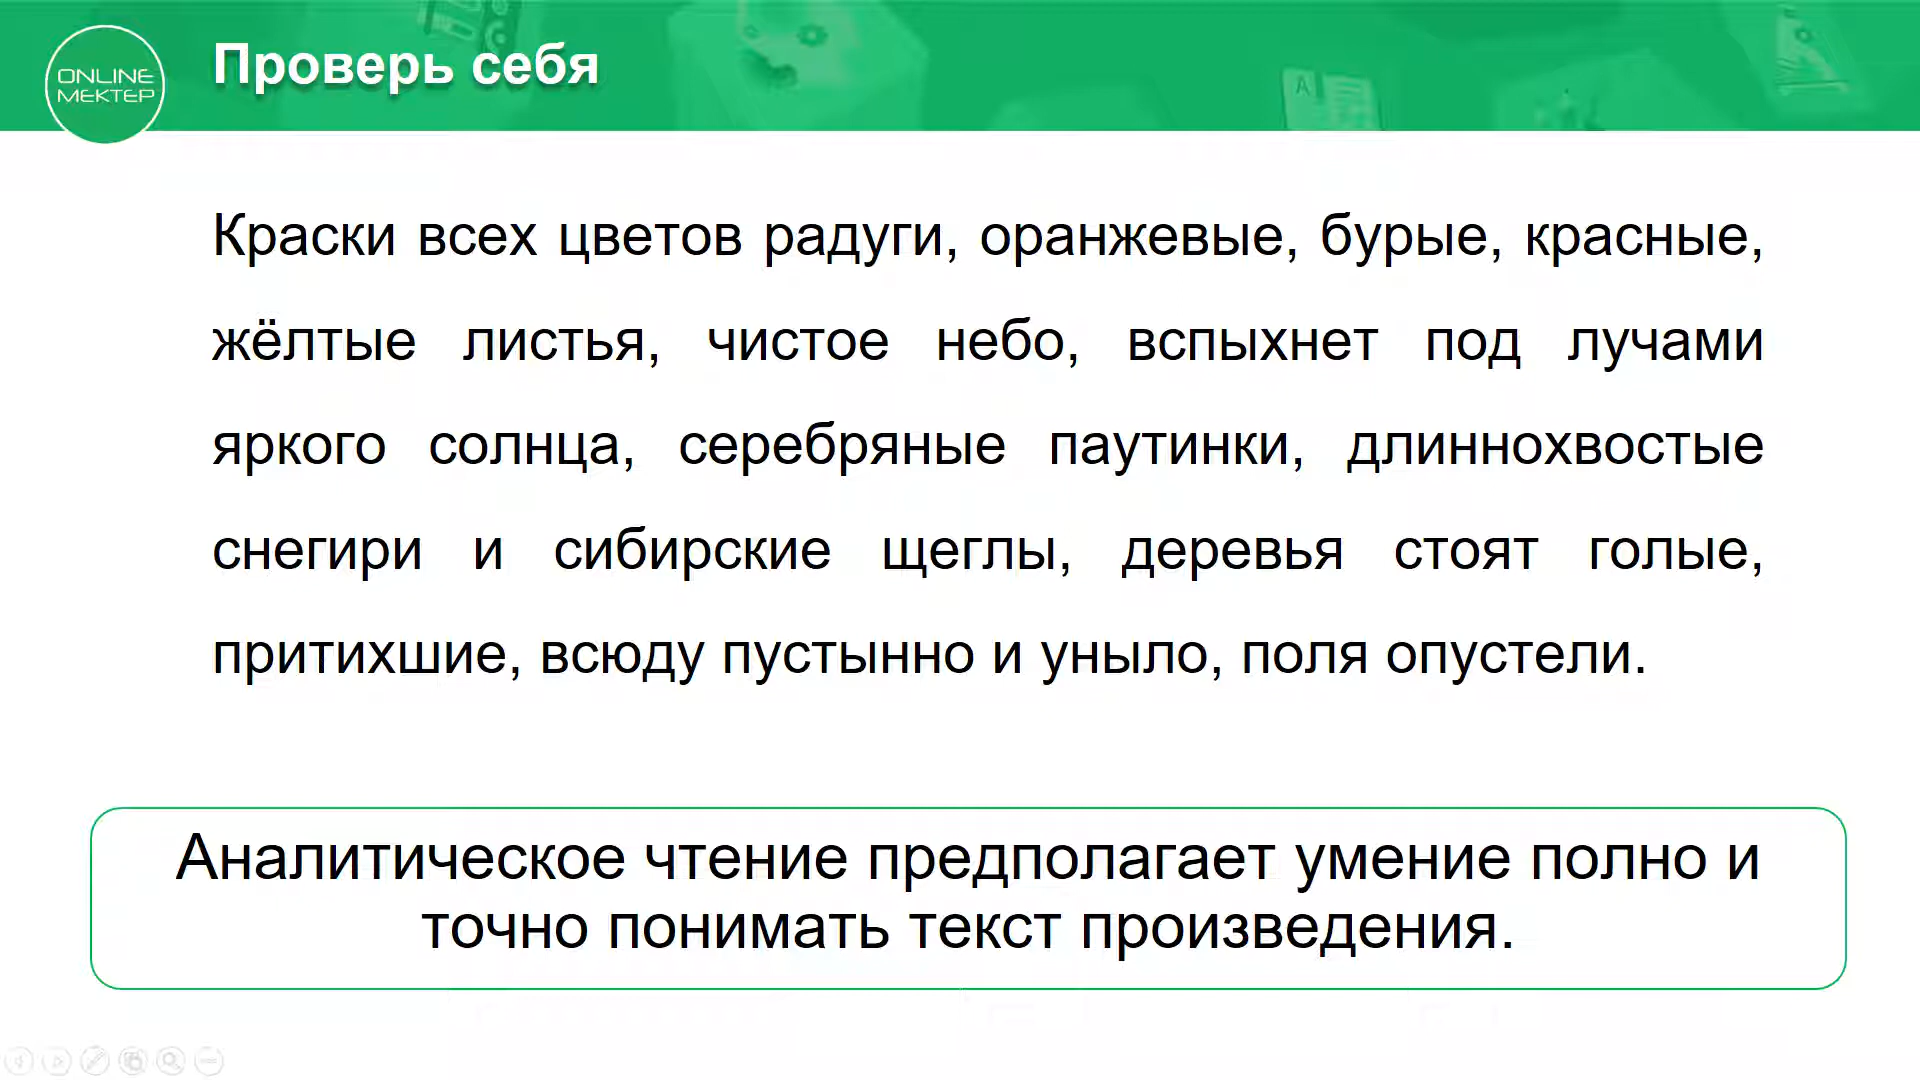 ONLINE
МЕКТЕР
Проверь себя
Краски всех цветов радуги, оранжевые, бурые, красные,
жёлтые листья, чистое небо, вспыхнет под лучами
яркого солнца, серебряные паутинки, длиннохвостые
снегири и сибирские щеглы, деревья стоят голые,
притихшие, всюду пустынно и уныло, поля опустели.
Аналитическое чтение предполагает умение полно и
точно понимать текст произведения.